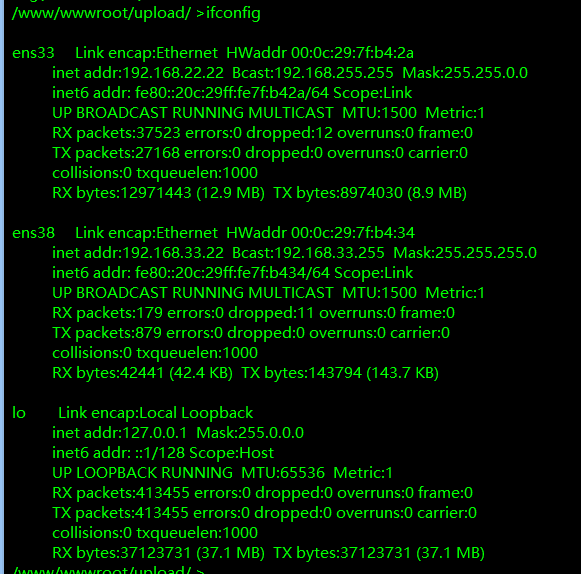 /www/wwwroot/upload/ >ifconfig
ens33 Link encap:Ethernet HWaddr 00:0c:29:7f:b4:2a
inet addr:192.168.22.22 Bcast:192.168.255.255 Mask:255.255.0.0
inet6 addr: fe80::20c:29ff:fe7f:b42a/64 Scope:Link
UP BROADCAST RUNNING MULTICAST MTU:1500 Metric:1
RX packets:37523 errors:0 dropped:12 overruns:0 frame:0
TX packets:27168 errors:0 dropped:0 overruns:0 carrier:0
collisions:0 txqueuelen:1000
RX bytes:12971443 (12.9 MB) TX bytes:8974030 (8.9 MB)
ens38 Link encap:Ethernet HWaddr 00:0c:29:7f:b4:34
inet addr:192.168.33.22 Bcast:192.168.33.255 Mask:255.255.255.0
inet6 addr: fe80::20c:29ff:fe7f:b434/64 Scope:Link
UP BROADCAST RUNNING MULTICAST MTU:1500 Metric:1
RX packets:179 errors:0 dropped:11 overruns:0 frame:0
TX packets:879 errors:0 dropped:0 overruns:0 carrier:0
collisions:0 txqueuelen:1000
RX bytes:42441 (42.4 KB) TX bytes:143794 (143.7 KB)
lo Link encap:Local Loopback
inet addr:127.0.0.1 Mask:255.0.0.0
inet6 addr: ::1/128 Scope:Host
UP LOOPBACK RUNNING MTU:65536 Metric:1
RX packets:413455 errors:0 dropped:0 overruns:0 frame:0
TX packets:413455 errors:0 dropped:0 overruns:0 carrier:0
collisions:0 txqueuelen:1000
RX bytes:37123731 (37.1 MB) TX bytes:37123731 (37.1 MB)
/www/wwwroot/upload/ >